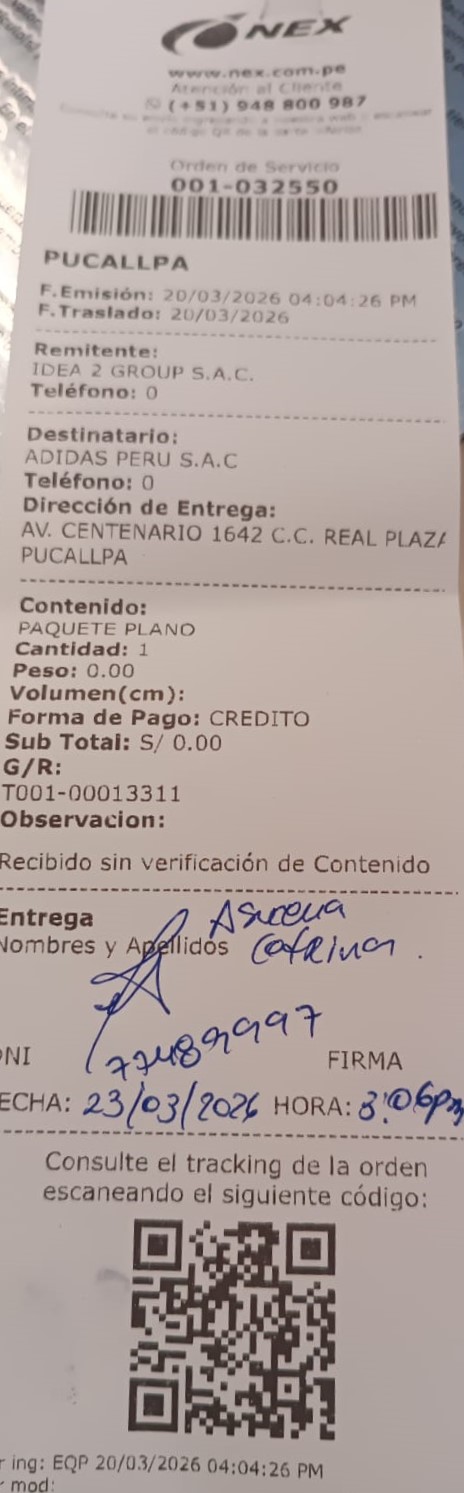 NEX
www.nex.com.pe
Atención al Cliente
(+51) 948 800 987
Orden de Servicio
001-032550
PUCALLPA
F.Emisión: 20/03/2026 04:04:26 PM
F.Traslado: 20/03/2026
Remitente:
IDEA 2 GROUP S.A.C.
Teléfono: 0
Destinatario:
ADIDAS PERU S.A.C
Teléfono: 0
Dirección de Entrega:
AV. CENTENARIO 1642 C.C. REAL PLAZA
PUCALLPA
Contenido:
PAQUETE PLANO
Cantidad: 1
Peso: 0.00
Volumen(cm):
Forma de Pago: CREDITO
Sub Total: S/ 0.00
G/R:
T001-00013311
Observacion:
Recibido sin verificación de Contenido
Entrega
Nombres y Apellidos
DNI FIRMA
ECHA: 23/03/2026 HORA: 3:06pm
Consulte el tracking de la orden
escaneando el siguiente código:
r ing: EQP 20/03/2026 04:04:26 PM
r mod: